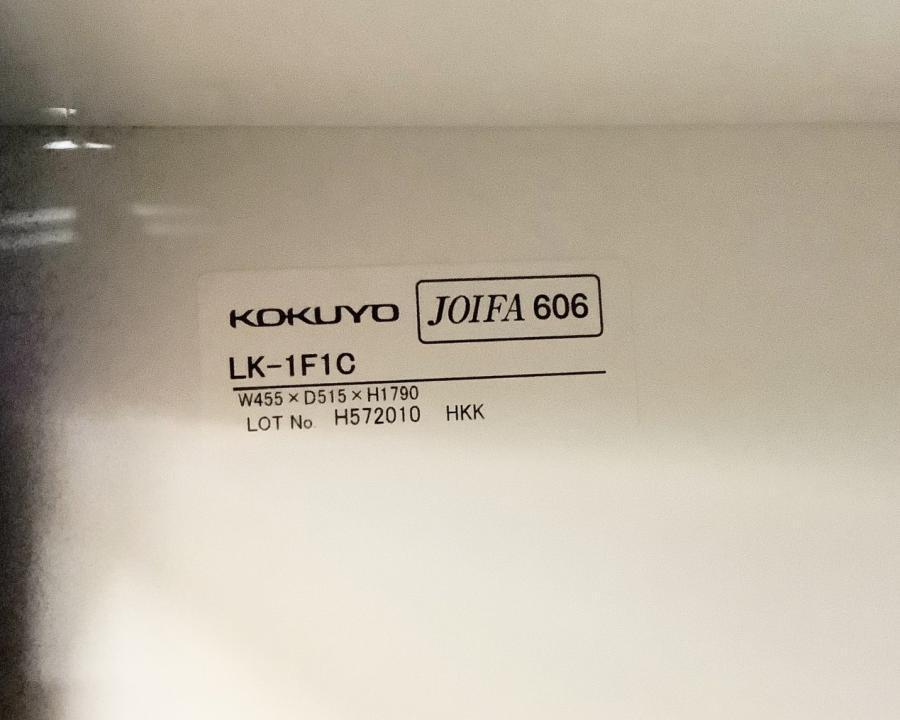 KOKUYO JOIFA 606
LK-1F1C
W455×D515×H1790
LOT No. H572010 HKK